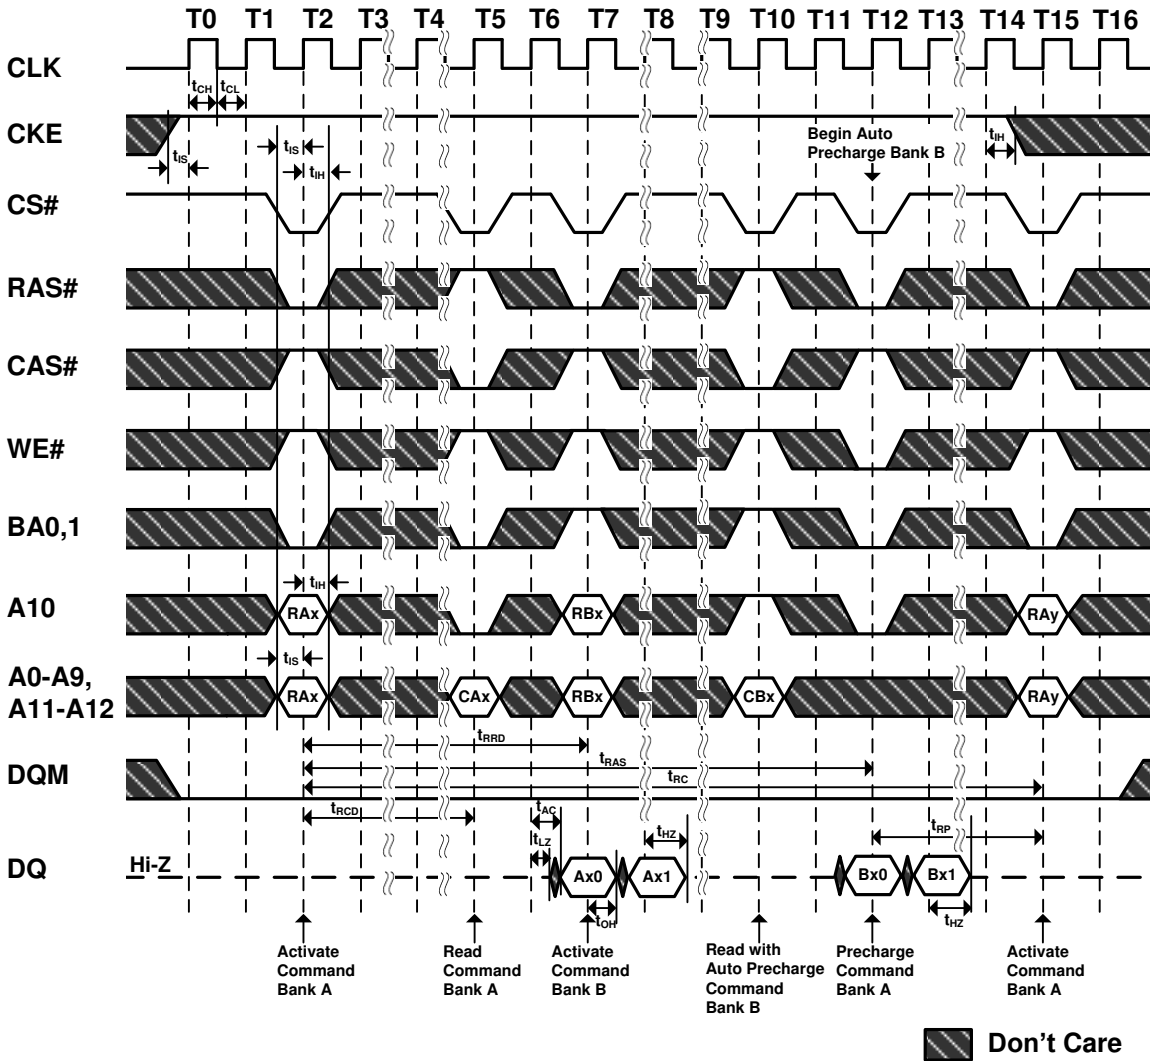 T0 T1 T2 T3 T4 T5 T6 T7 T8 T9 T10 T11 T12 T13 T14 T15 T16
CLK
tCH tCL
CKE
tIS
tIS
tIH
Begin Auto
Precharge Bank B
tIH
CS#
RAS#
CAS#
WE#
BA0,1
tIH
A10
RAx RBx RAy
tIS
A0-A9,
A11-A12
RAx CAx RBx CBx RAy
tRRD
tRAS
tRC
DQM
tRCD
tAC
tLZ
tHZ
tRP
DQ
Hi-Z
Ax0 Ax1 Bx0 Bx1
tOH
tHZ
Activate
Command
Bank A
Read
Command
Bank A
Activate
Command
Bank B
Read with
Auto Precharge
Command
Bank B
Precharge
Command
Bank A
Activate
Command
Bank A
Don't Care